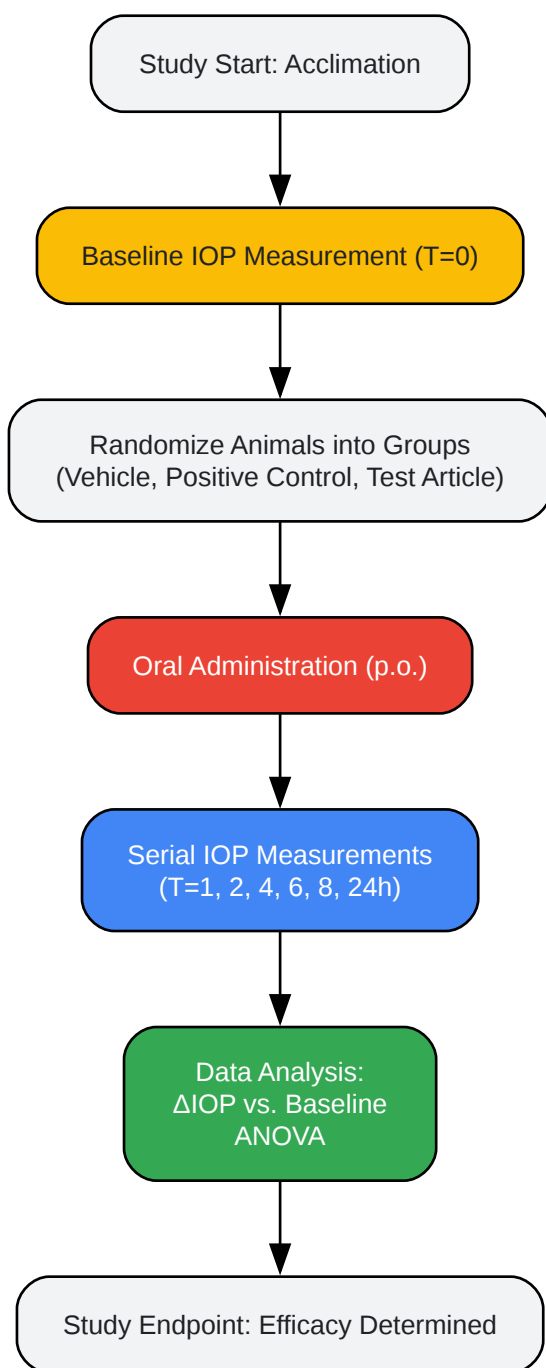 Study Start: Acclimation
Baseline IOP Measurement (T=0)
Randomize Animals into Groups
(Vehicle, Positive Control, Test Article)
Oral Administration (p.o.)
Serial IOP Measurements
(T=1, 2, 4, 6, 8, 24h)
Data Analysis:
ΔIOP vs. Baseline
ANOVA
Study Endpoint: Efficacy Determined